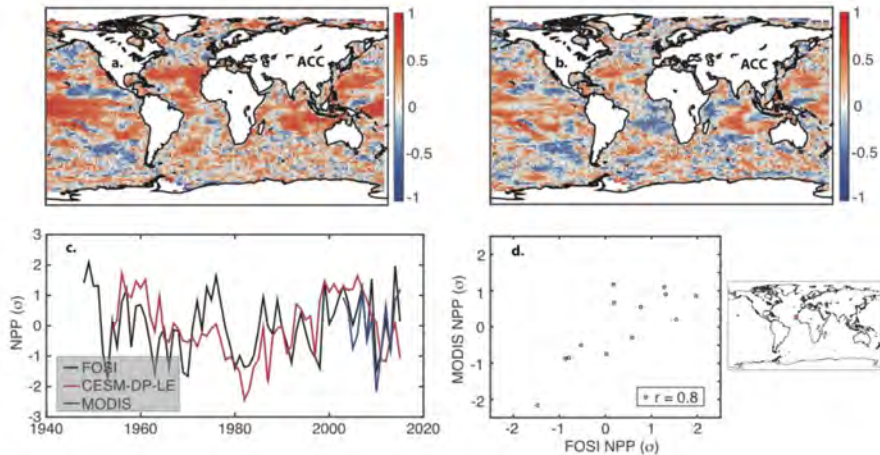 a.
ACC
1
0.5
0
-0.5
-1
b.
ACC
1
0.5
0
-0.5
-1
c.
NPP (σ)
3
2
1
0
-1
-2
-3
FOSI
CESM-DP-LE
MODIS
1940 1960 1980 2000 2020
d.
MODIS NPP (σ)
2
1
0
-1
-2
r = 0.8
-2 -1 0 1 2
FOSI NPP (σ)